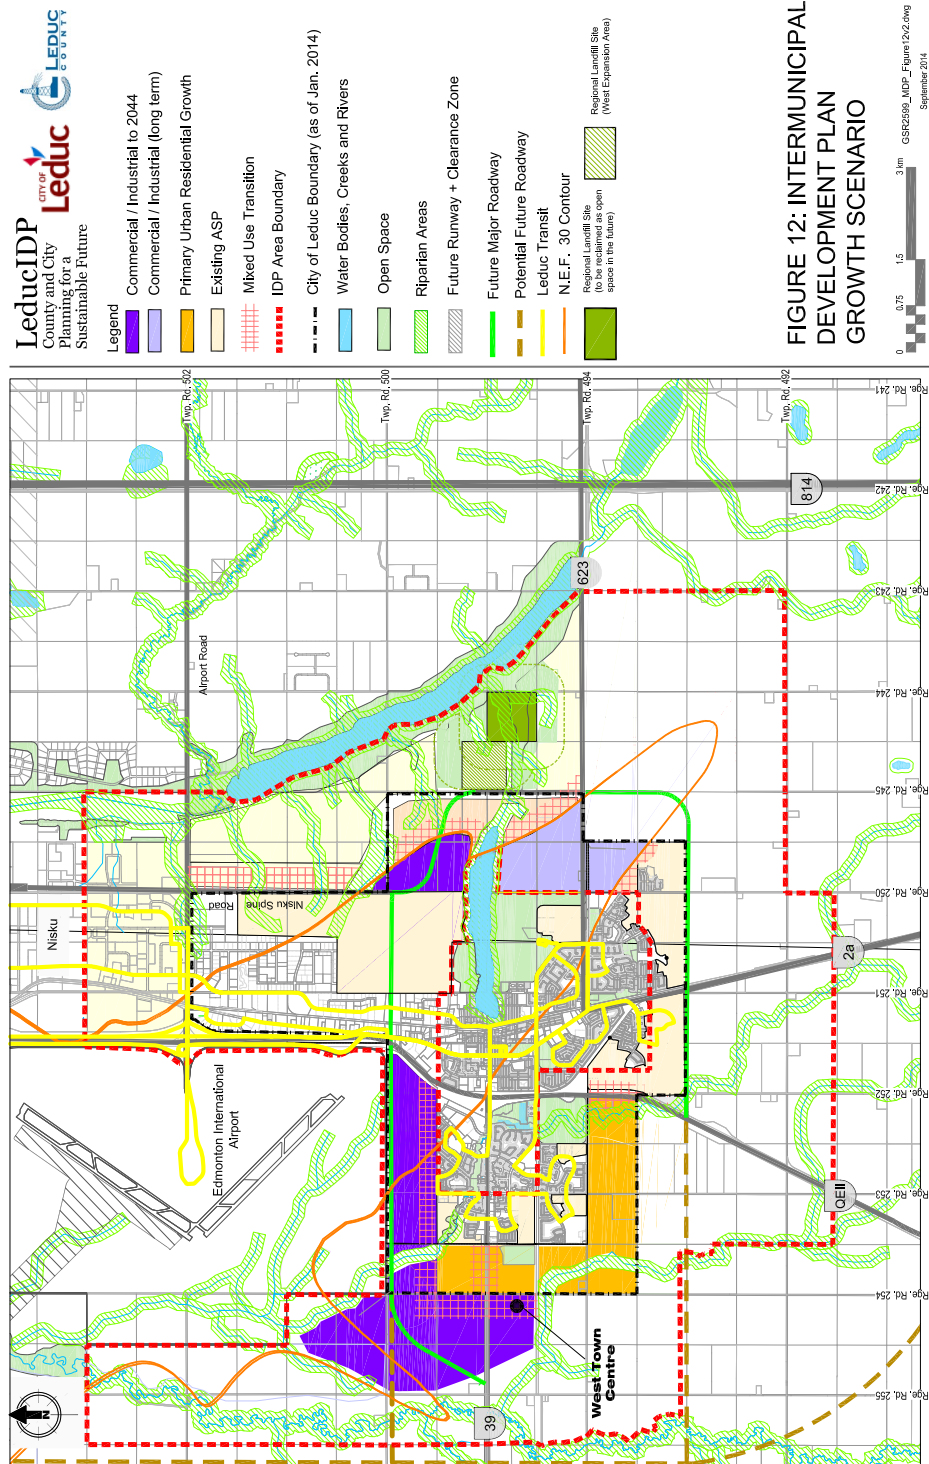 LeducIDP
County and City
Planning for a
Sustainable Future
CITY OF
Leduc
LEDUC
COUNTY
Legend
Commercial / Industrial to 2044
Commercial / Industrial (long term)
Primary Urban Residential Growth
Existing ASP
Mixed Use Transition
IDP Area Boundary
City of Leduc Boundary (as of Jan. 2014)
Water Bodies, Creeks and Rivers
Open Space
Riparian Areas
Future Runway + Clearance Zone
Future Major Roadway
Potential Future Roadway
Leduc Transit
N.E.F. 30 Contour
Regional Landfill Site
(to be reclaimed as open
space in the future)
Regional Landfill Site
(West Expansion Area)
FIGURE 12: INTERMUNICIPAL
DEVELOPMENT PLAN
GROWTH SCENARIO
0
0.75
1.5
3 km
GSR2599_MDP_Figure12v2.dwg
September 2014
Twp. Rd. 502
Twp. Rd. 500
Twp. Rd. 494
Twp. Rd. 492
Rge. Rd. 241
Rge. Rd. 242
Rge. Rd. 243
Rge. Rd. 244
Rge. Rd. 245
Rge. Rd. 250
Rge. Rd. 251
Rge. Rd. 252
Rge. Rd. 253
Rge. Rd. 254
Rge. Rd. 255
814
623
Airport Road
Nisku Spine
Road
Nisku
2a
Edmonton International
Airport
QEII
West Town
Centre
39
N